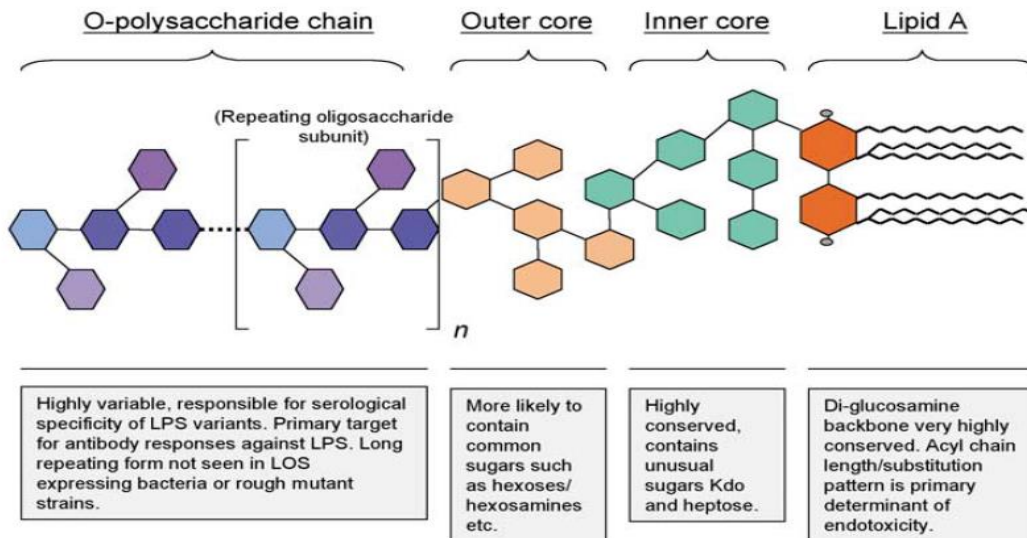 O-polysaccharide chain
Outer core
Inner core
Lipid A
(Repeating oligosaccharide
subunit)
n
Highly variable, responsible for serological
specificity of LPS variants. Primary target
for antibody responses against LPS. Long
repeating form not seen in LOS
expressing bacteria or rough mutant
strains.
More likely to
contain
common
sugars such
as hexoses/
hexosamines
etc.
Highly
conserved,
contains
unusual
sugars Kdo
and heptose.
Di-glucosamine
backbone very highly
conserved. Acyl chain
length/substitution
pattern is primary
determinant of
endotoxicity.